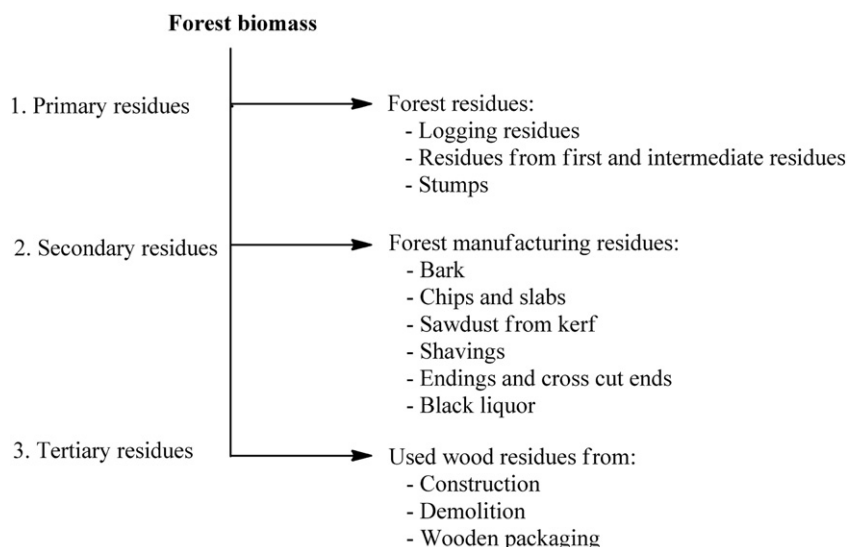 Forest biomass
1. Primary residues
Forest residues:
- Logging residues
- Residues from first and intermediate residues
- Stumps
2. Secondary residues
Forest manufacturing residues:
- Bark
- Chips and slabs
- Sawdust from kerf
- Shavings
- Endings and cross cut ends
- Black liquor
3. Tertiary residues
Used wood residues from:
- Construction
- Demolition
- Wooden packaging